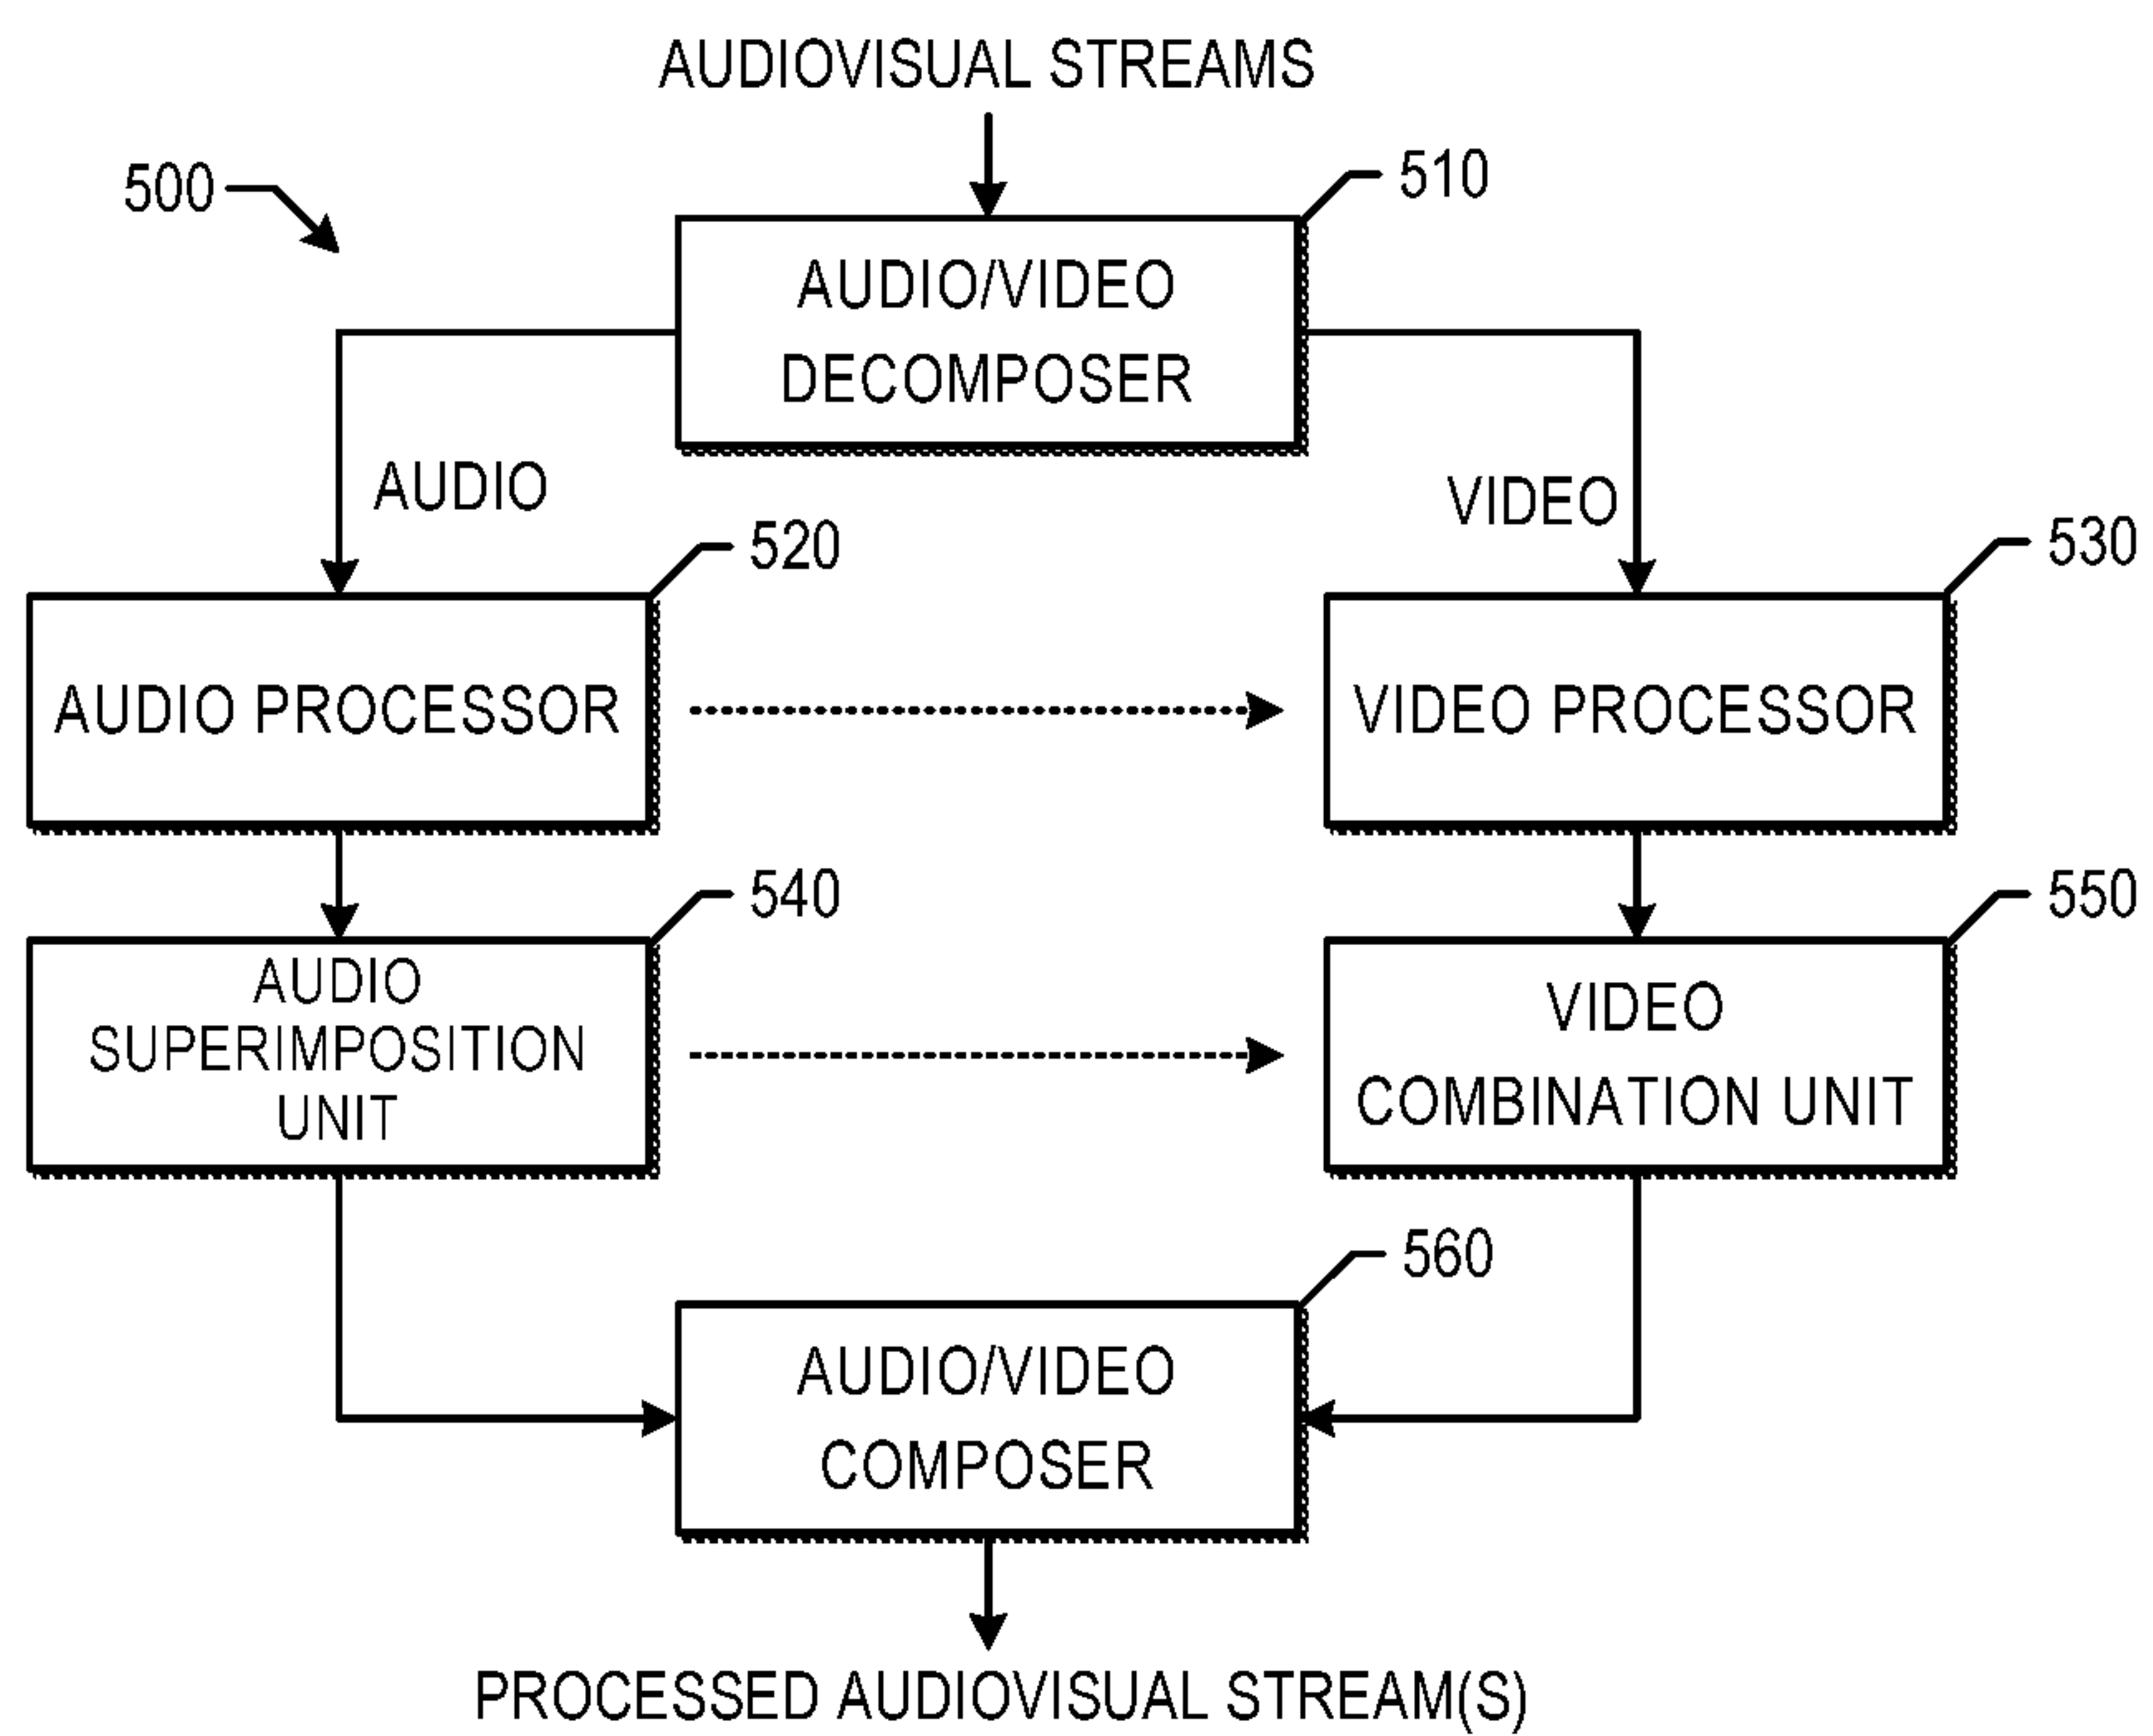 AUDIOVISUAL STREAMS
500
510
AUDIO/VIDEO
DECOMPOSER
AUDIO
VIDEO
520
530
AUDIO PROCESSOR
VIDEO PROCESSOR
540
550
AUDIO
SUPERIMPOSITION
UNIT
VIDEO
COMBINATION UNIT
560
AUDIO/VIDEO
COMPOSER
PROCESSED AUDIOVISUAL STREAM(S)